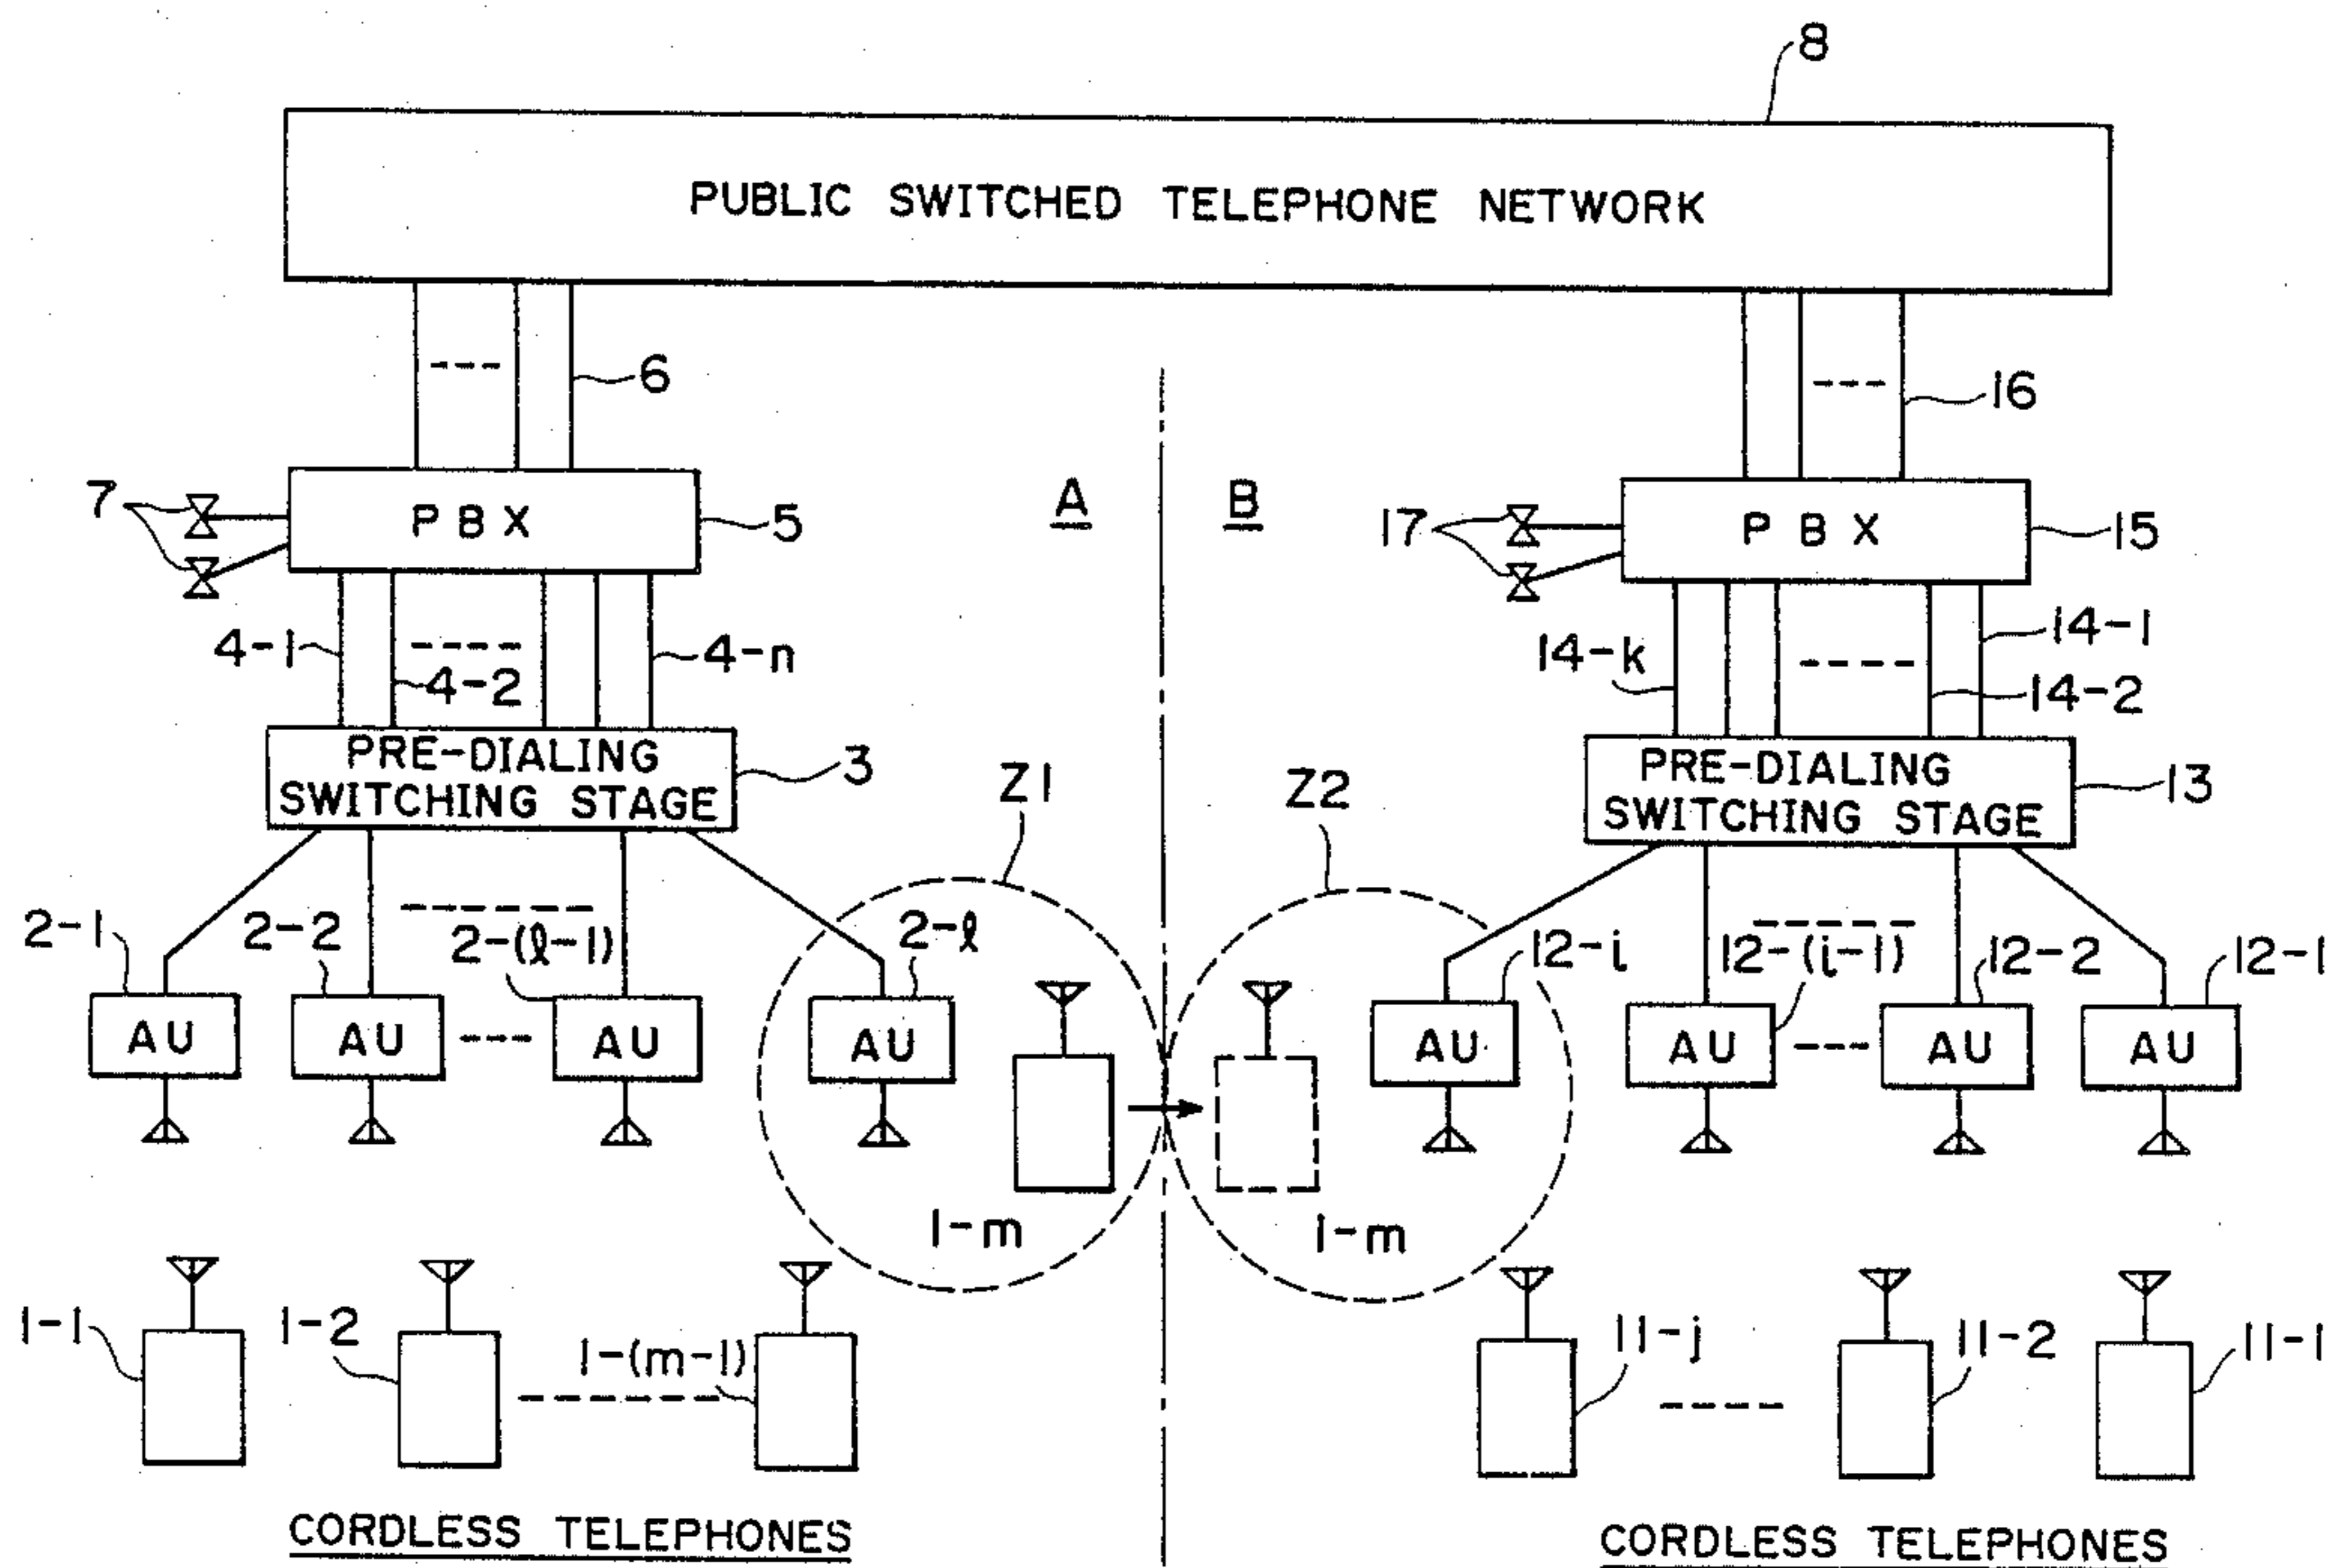 8
PUBLIC SWITCHED TELEPHONE NETWORK
6
16
7
P B X
5
A
B
17
P B X
15
4-1
4-2
4-n
14-k
14-1
14-2
PRE-DIALING
SWITCHING STAGE
3
Z1
Z2
PRE-DIALING
SWITCHING STAGE
13
2-1
2-2
2-(ℓ-1)
2-ℓ
12-i
12-(i-1)
12-2
12-1
AU
AU
AU
AU
AU
AU
AU
AU
1-m
1-m
1-1
1-2
1-(m-1)
11-j
11-2
11-1
CORDLESS TELEPHONES
CORDLESS TELEPHONES